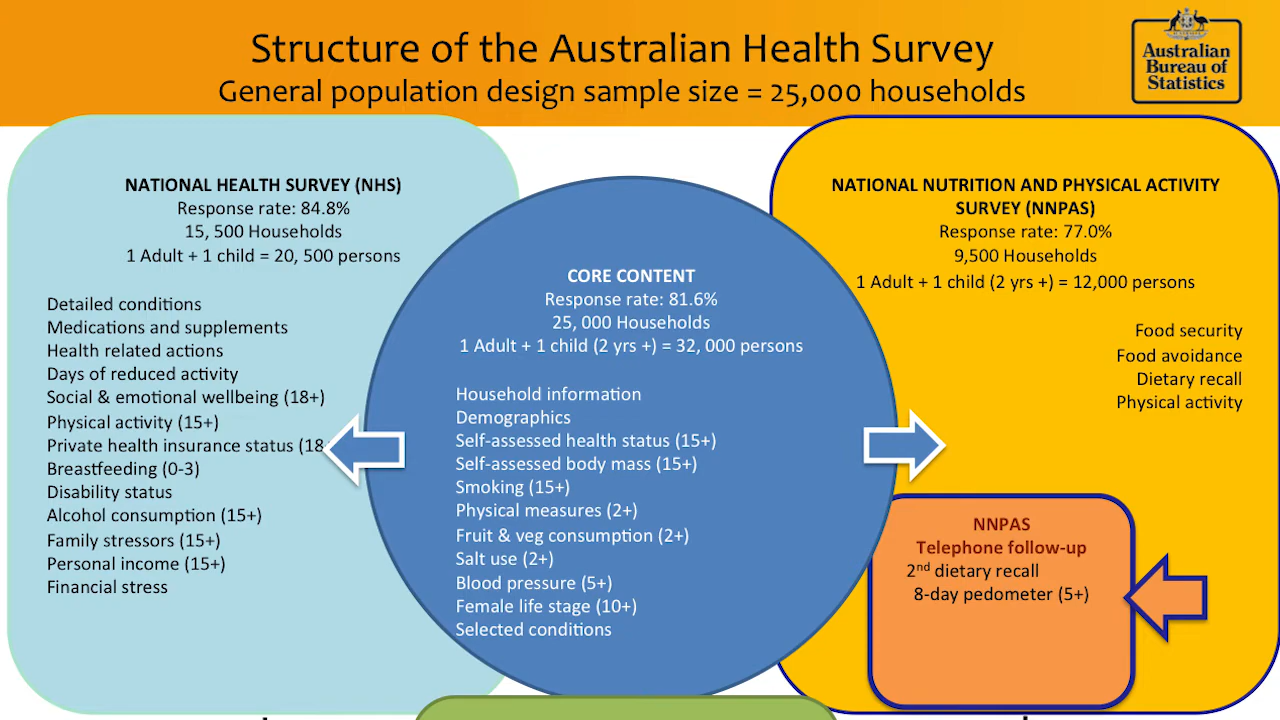 Structure of the Australian Health Survey
General population design sample size = 25,000 households
Australian
Bureau of
Statistics
NATIONAL HEALTH SURVEY (NHS)
Response rate: 84.8%
15, 500 Households
1 Adult + 1 child = 20, 500 persons
Detailed conditions
Medications and supplements
Health related actions
Days of reduced activity
Social & emotional wellbeing (18+)
Physical activity (15+)
Private health insurance status (18
Breastfeeding (0-3)
Disability status
Alcohol consumption (15+)
Family stressors (15+)
Personal income (15+)
Financial stress
CORE CONTENT
Response rate: 81.6%
25, 000 Households
1 Adult + 1 child (2 yrs +) = 32, 000 persons
Household information
Demographics
Self-assessed health status (15+)
Self-assessed body mass (15+)
Smoking (15+)
Physical measures (2+)
Fruit & veg consumption (2+)
Salt use (2+)
Blood pressure (5+)
Female life stage (10+)
Selected conditions
NATIONAL NUTRITION AND PHYSICAL ACTIVITY
SURVEY (NNPAS)
Response rate: 77.0%
9,500 Households
1 Adult + 1 child (2 yrs +) = 12,000 persons
Food security
Food avoidance
Dietary recall
Physical activity
NNPAS
Telephone follow-up
2nd dietary recall
8-day pedometer (5+)